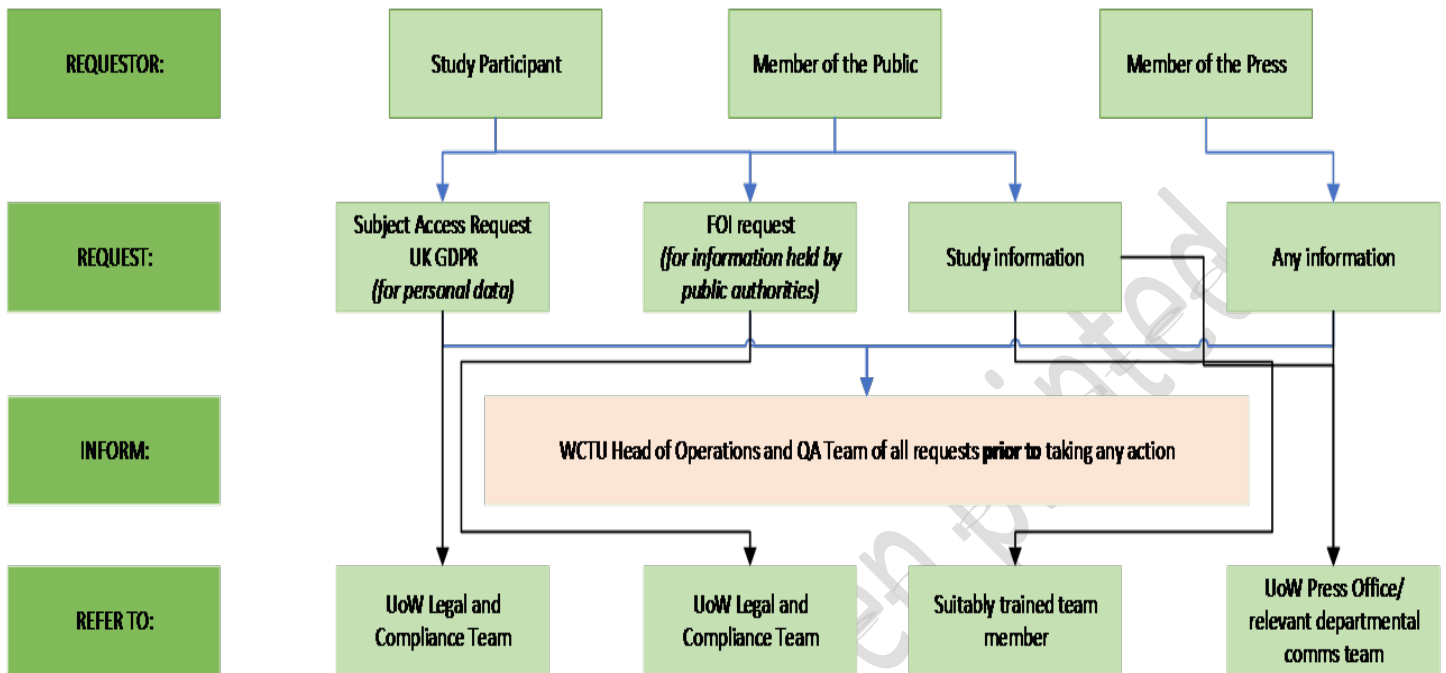 REQUESTOR:
Study Participant
Member of the Public
Member of the Press
REQUEST:
Subject Access Request
UK GDPR
(for personal data)
FOI request
(for information held by
public authorities)
Study information
Any information
INFORM:
WCTU Head of Operations and QA Team of all requests prior to taking any action
REFER TO:
UoW Legal and
Compliance Team
UoW Legal and
Compliance Team
Suitably trained team
member
UoW Press Office/
relevant departmental
comms team